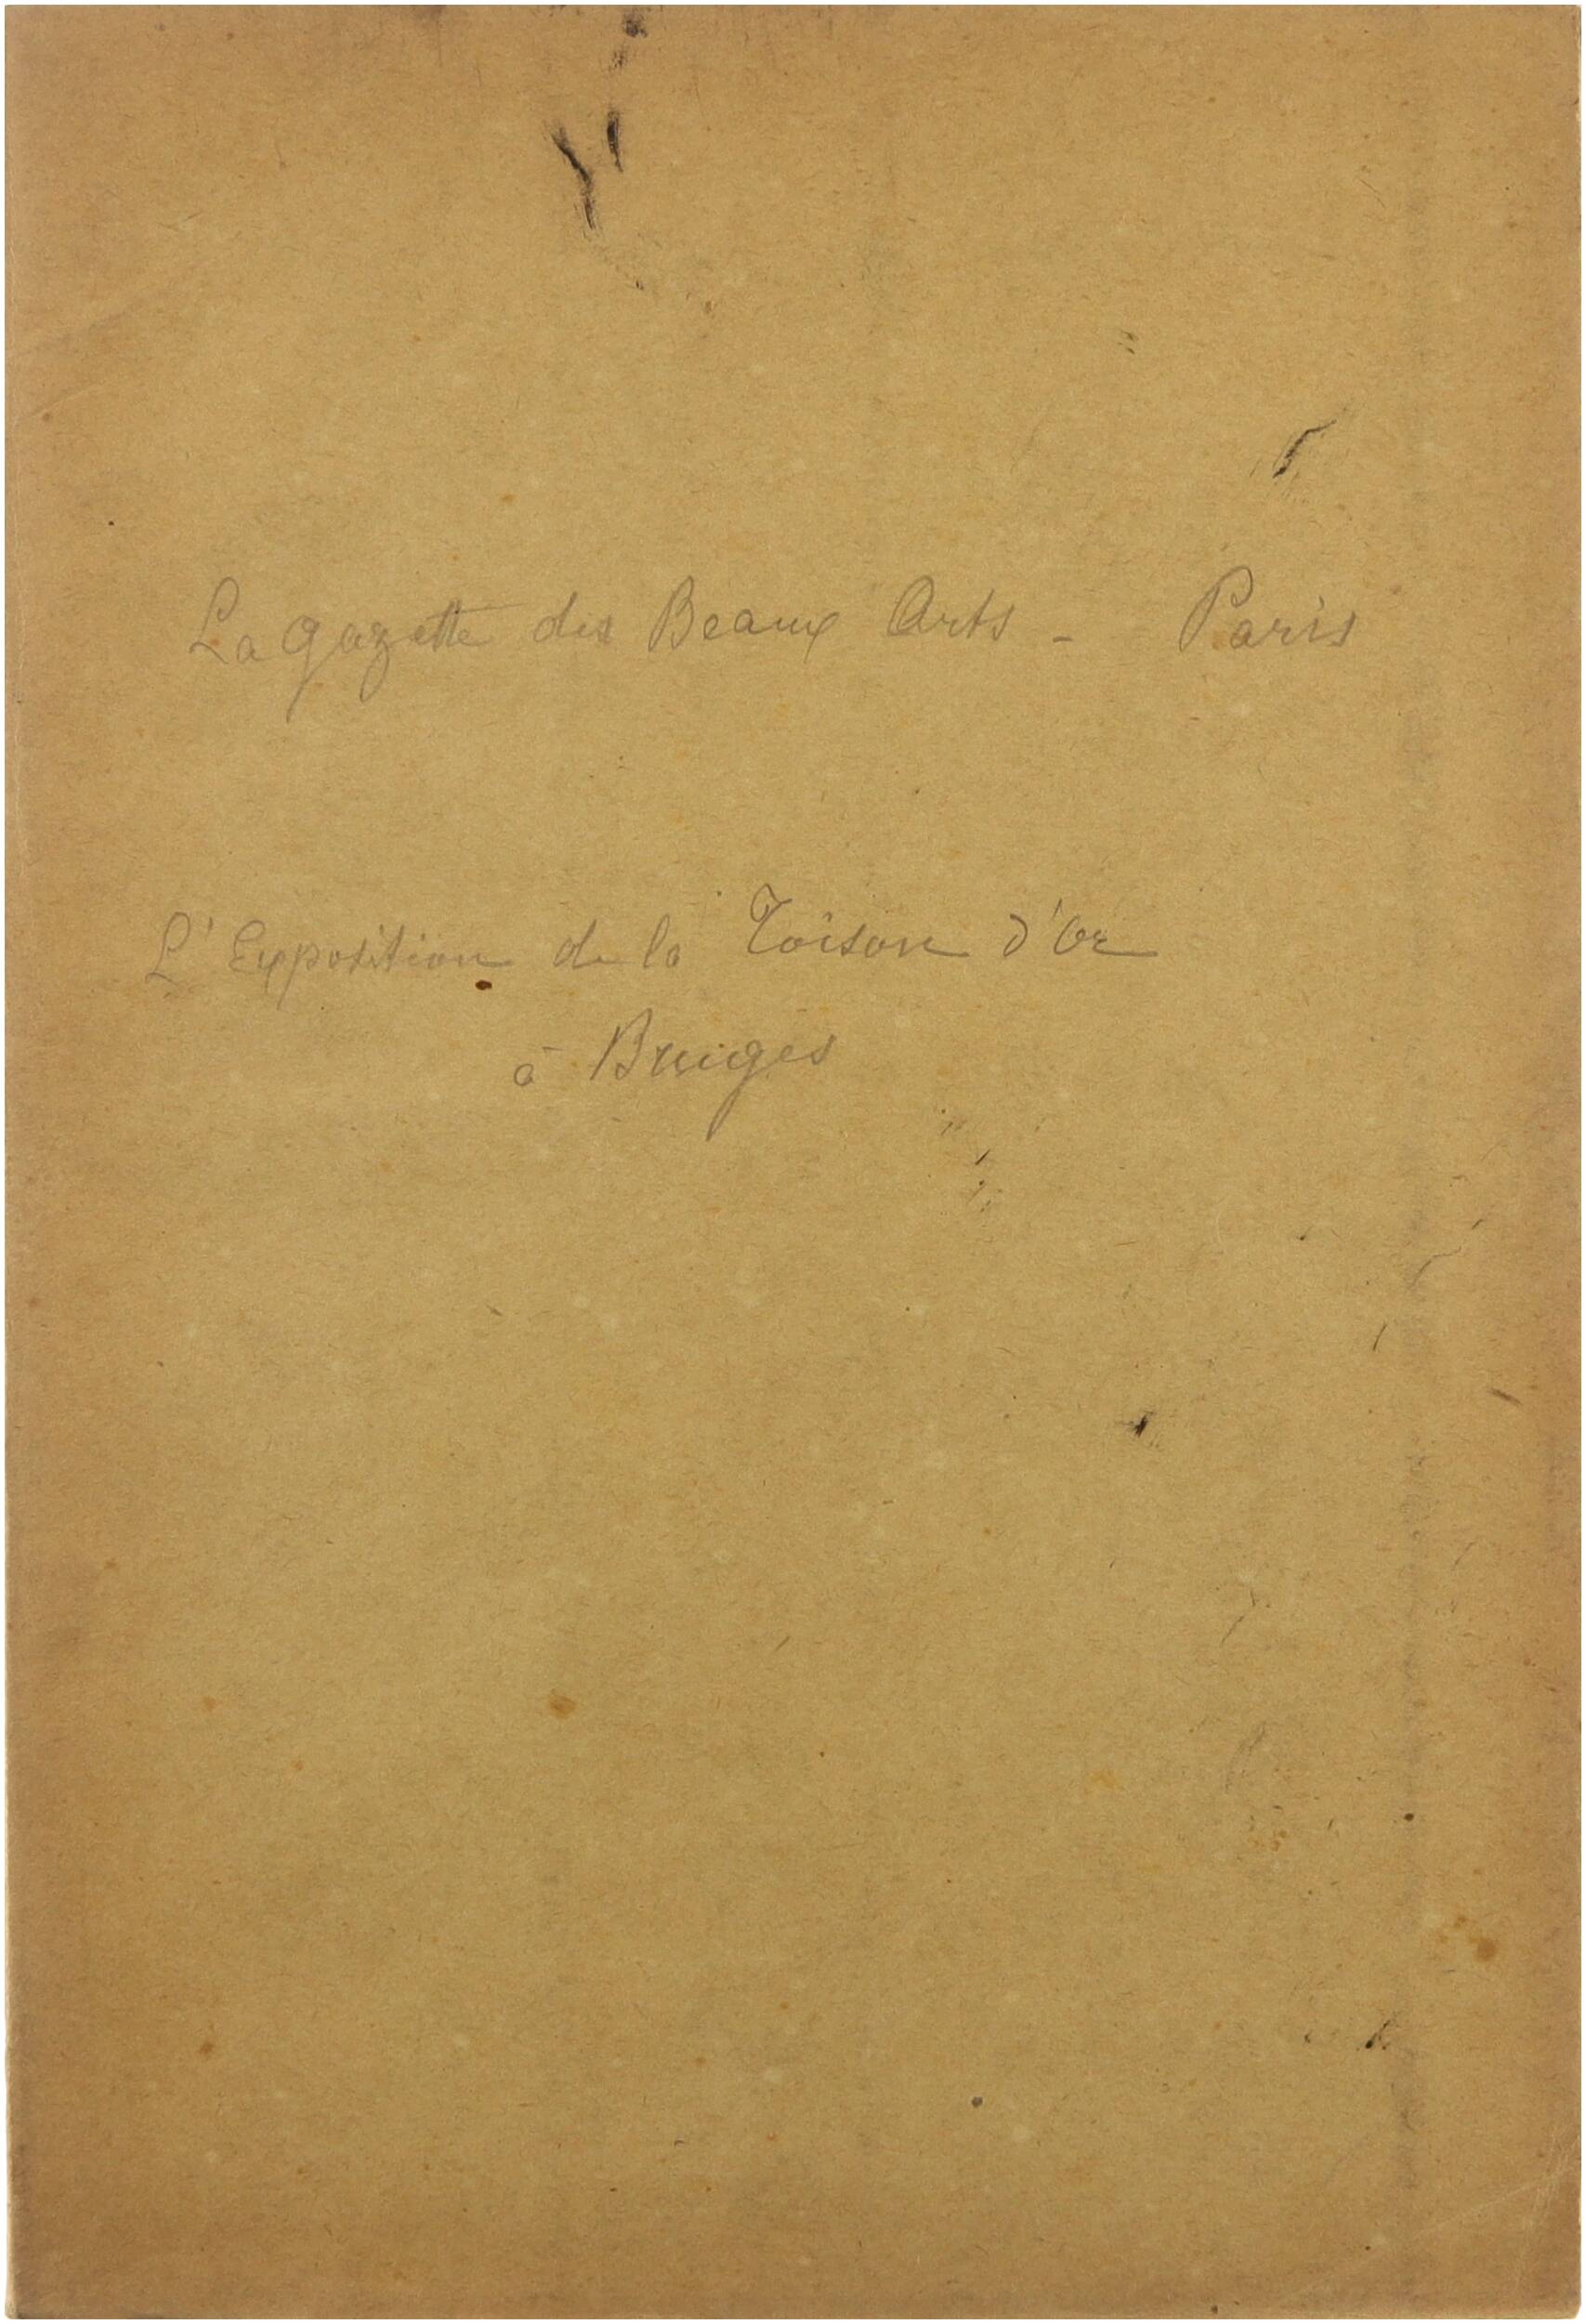 La gazette des Beaux Arts - Paris
L'Exposition de la Toison d'Or
à Bruges